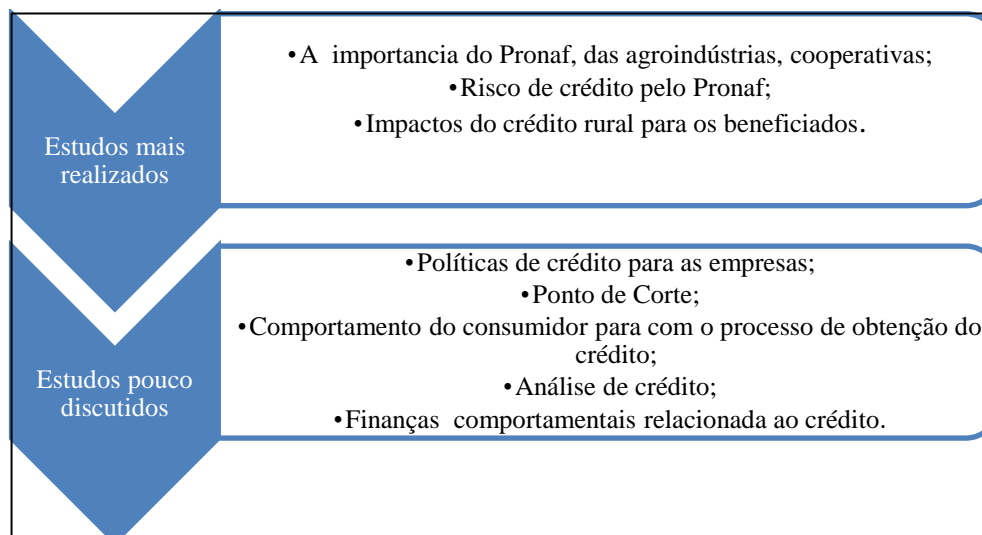 Estudos mais
realizados
•A importancia do Pronaf, das agroindústrias, cooperativas;
•Risco de crédito pelo Pronaf;
•Impactos do crédito rural para os beneficiados.
Estudos pouco
discutidos
•Políticas de crédito para as empresas;
•Ponto de Corte;
•Comportamento do consumidor para com o processo de obtenção do
crédito;
•Análise de crédito;
•Finanças comportamentais relacionada ao crédito.